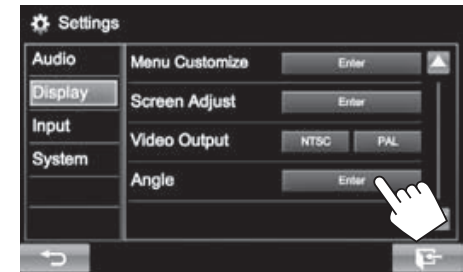 Settings
Audio
Menu Customize Enter
Display
Screen Adjust Enter
Input
Video Output NTSC PAL
System
Angle Enter